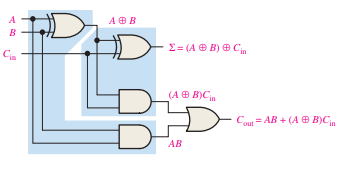 A
A ⊕ B
B
Σ = (A ⊕ B) ⊕ Cin
Cin
(A ⊕ B)Cin
Cout = AB + (A ⊕ B)Cin
AB